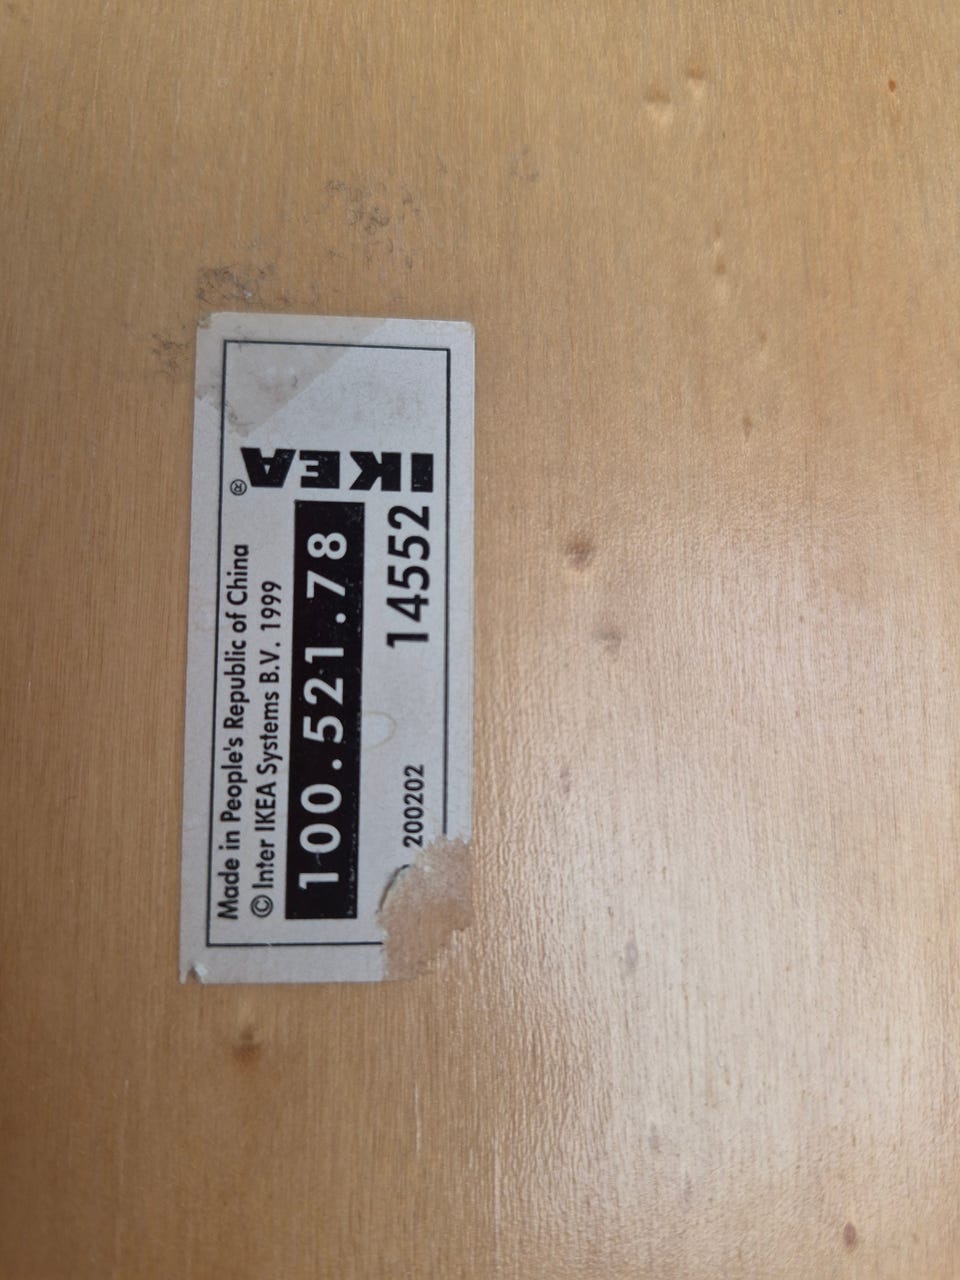 Made in People's Republic of China
© Inter IKEA Systems B.V. 1999
100.521.78
200202 14552
IKEA®